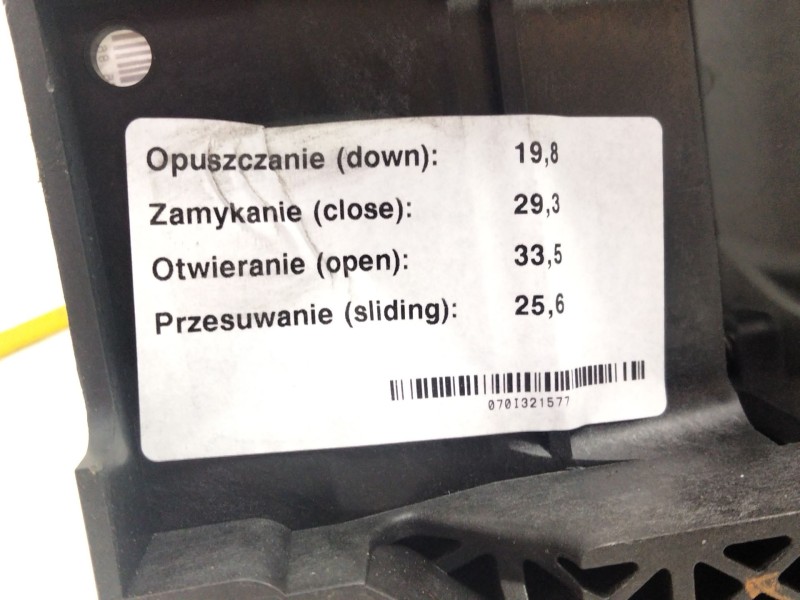 Opuszczanie (down): 19,8
Zamykanie (close): 29,3
Otwieranie (open): 33,5
Przesuwanie (sliding): 25,6
070I321577